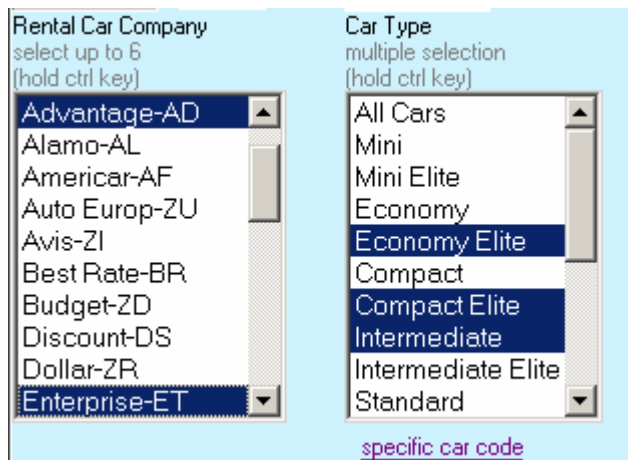 Rental Car Company
select up to 6
(hold ctrl key)
Advantage-AD
Alamo-AL
Americar-AF
Auto Europ-ZU
Avis-ZI
Best Rate-BR
Budget-ZD
Discount-DS
Dollar-ZR
Enterprise-ET
Car Type
multiple selection
(hold ctrl key)
All Cars
Mini
Mini Elite
Economy
Economy Elite
Compact
Compact Elite
Intermediate
Intermediate Elite
Standard
specific car code